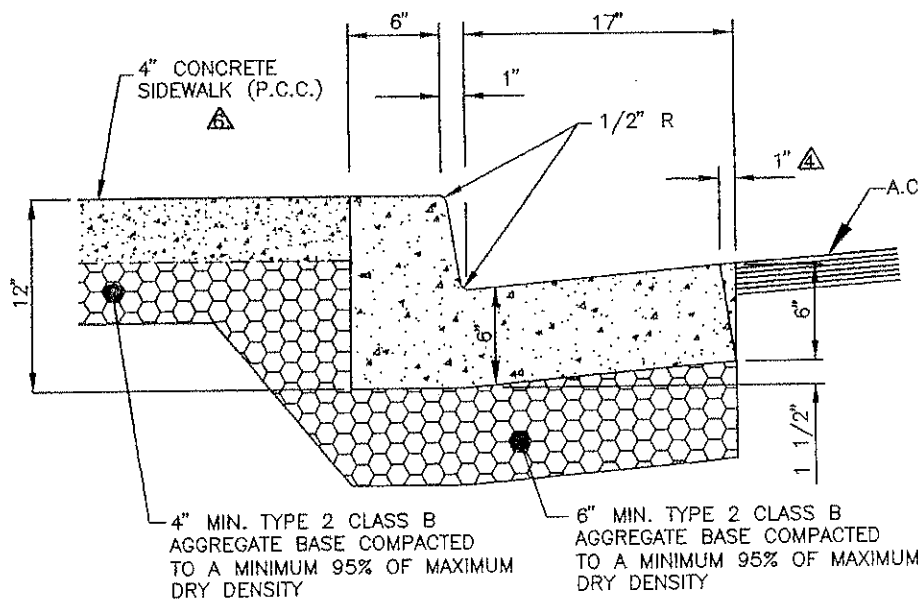 6"
17"
4" CONCRETE
SIDEWALK (P.C.C.)
6
1"
1/2" R
1" 4
A.C
12"
6"
6"
1 1/2"
4" MIN. TYPE 2 CLASS B
AGGREGATE BASE COMPACTED
TO A MINIMUM 95% OF MAXIMUM
DRY DENSITY
6" MIN. TYPE 2 CLASS B
AGGREGATE BASE COMPACTED
TO A MINIMUM 95% OF MAXIMUM
DRY DENSITY